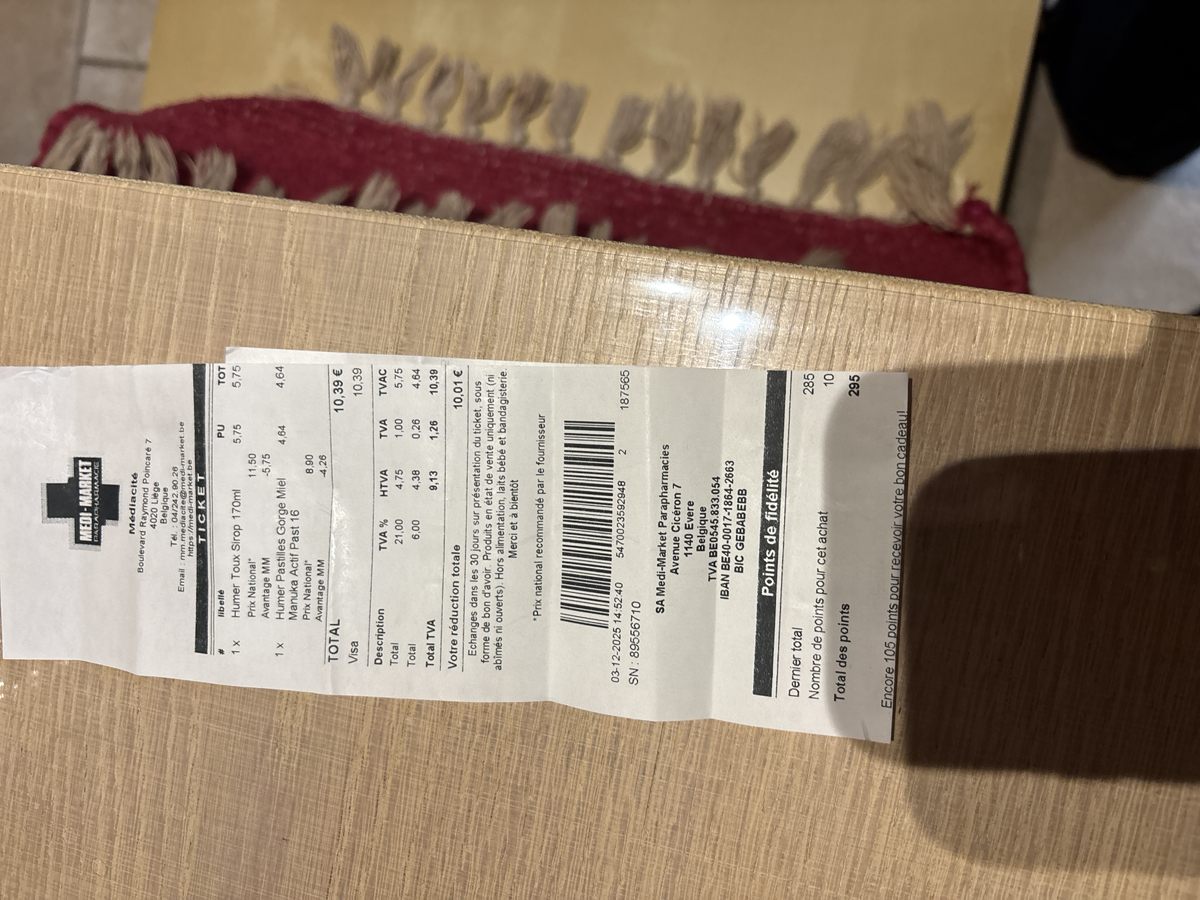 MEDI-MARKET
PARAPHARMACIE
Médiacité
Boulevard Raymond Poincaré 7
4020 Liège
Belgique
Tél. : 04/242.90.26
Email : mm.mediacite@medi-market.be
https://medi-market.be
TICKET
# libellé PU TOT
1 x Humer Toux Sirop 170ml 5,75 5,75
Prix National* 11,50
Avantage MM -5,75
1 x Humer Pastilles Gorge Miel 4,64 4,64
Manuka Actif Past 16
Prix National* 8,90
Avantage MM -4,26
TOTAL 10,39 €
Visa 10,39
Description TVA % HTVA TVA TVAC
Total 21,00 4,75 1,00 5,75
Total 6,00 4,38 0,26 4,64
Total TVA 9,13 1,26 10,39
Votre réduction totale 10,01 €
Echanges dans les 30 jours sur présentation du ticket, sous
forme de bon d'avoir. Produits en état de vente uniquement (ni
abîmés ni ouverts). Hors alimentation, laits bébé et bandagisterie.
Merci et à bientôt
*Prix national recommandé par le fournisseur
03-12-2025 14:52:40 5470023592948 2 187565
SN : 89556710
SA Medi-Market Parapharmacies
Avenue Cicéron 7
1140 Evere
Belgique
TVA BE0545.833.054
IBAN BE40-0017-1864-2663
BIC GEBABEBB
Points de fidélité
Dernier total 285
Nombre de points pour cet achat 10
Total des points 295
Encore 105 points pour recevoir votre bon cadeau!